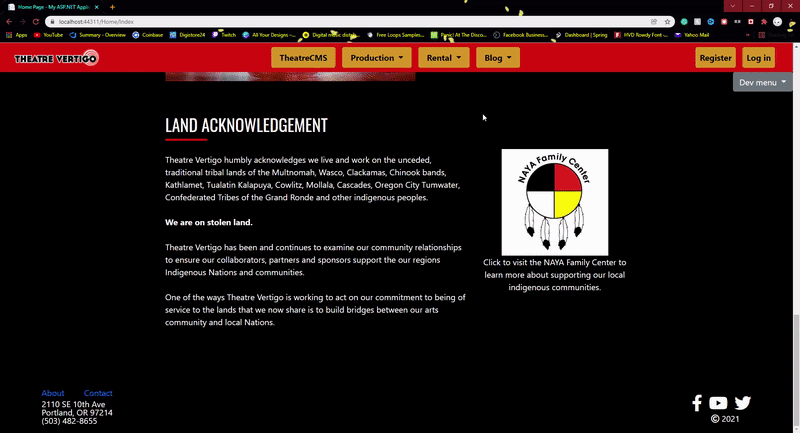 Home Page - My ASP.NET Applic
localhost:44311/Home/Index
Apps
YouTube
Summary - Overview
Coinbase
Digistore24
Twitch
All Your Designs -...
Digital music distri...
Free Loops Samples...
Panic! At The Disco...
Facebook Business...
Dashboard | Spring
HVD Rowdy Font -...
Yahoo Mail
THEATRE VERTIGO
TheatreCMS
Production
Rental
Blog
Register
Log in
Dev menu
LAND ACKNOWLEDGEMENT
Theatre Vertigo humbly acknowledges we live and work on the unceded,
traditional tribal lands of the Multnomah, Wasco, Clackamas, Chinook bands,
Kathlamet, Tualatin Kalapuya, Cowlitz, Mollala, Cascades, Oregon City Tumwater,
Confederated Tribes of the Grand Ronde and other indigenous peoples.
We are on stolen land.
Theatre Vertigo has been and continues to examine our community relationships
to ensure our collaborators, partners and sponsors support the our regions
Indigenous Nations and communities.
One of the ways Theatre Vertigo is working to act on our commitment to being of
service to the lands that we now share is to build bridges between our arts
community and local Nations.
NAYA Family Center
Click to visit the NAYA Family Center to
learn more about supporting our local
indigenous communities.
About
Contact
2110 SE 10th Ave
Portland, OR 97214
(503) 482-8655
© 2021